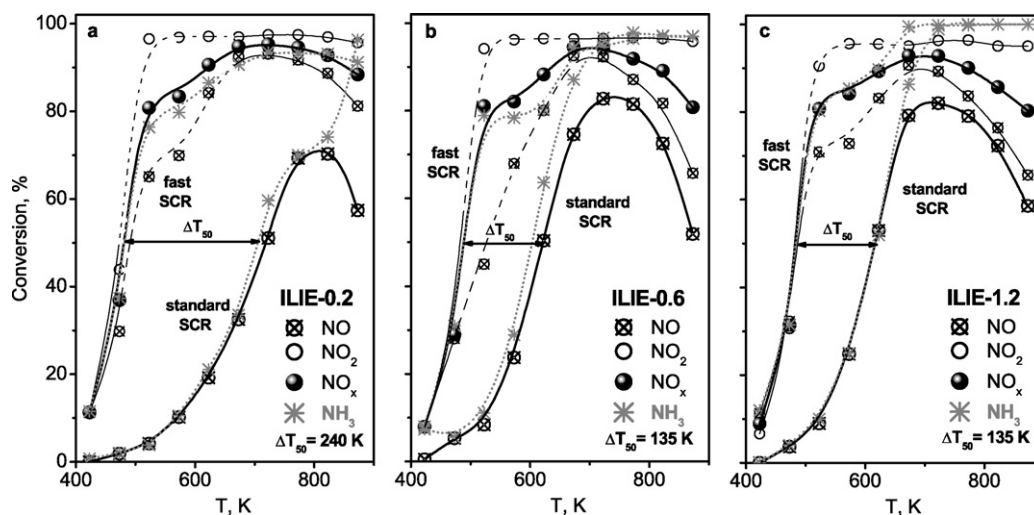 Conversion, %
100
80
60
40
20
0
a
fast
SCR
ΔT50
standard
SCR
ILIE-0.2
NO
NO2
NOx
NH3
ΔT50= 240 K
400 600 800
T, K
b
fast
SCR
ΔT50
standard
SCR
ILIE-0.6
NO
NO2
NOx
NH3
ΔT50= 135 K
400 600 800
T, K
c
fast
SCR
ΔT50
standard
SCR
ILIE-1.2
NO
NO2
NOx
NH3
ΔT50= 135 K
400 600 800
T, K